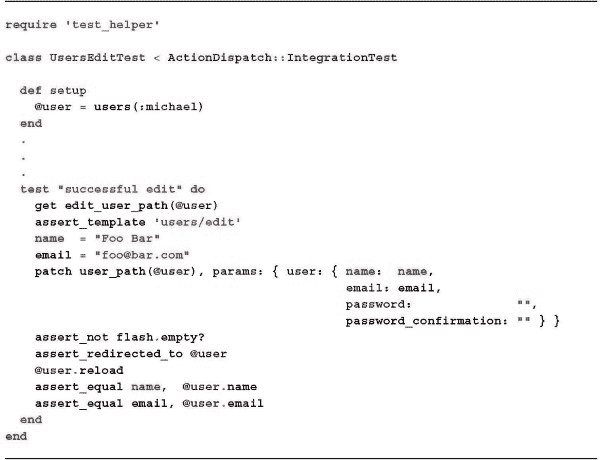 require 'test_helper'

class UsersEditTest < ActionDispatch::IntegrationTest

  def setup
    @user = users(:michael)
  end
  .
  .
  .
  test "successful edit" do
    get edit_user_path(@user)
    assert_template 'users/edit'
    name  = "Foo Bar"
    email = "foo@bar.com"
    patch user_path(@user), params: { user: { name:  name,
                                              email: email,
                                              password:              "",
                                              password_confirmation: "" } }
    assert_not flash.empty?
    assert_redirected_to @user
    @user.reload
    assert_equal name,  @user.name
    assert_equal email, @user.email
  end
end